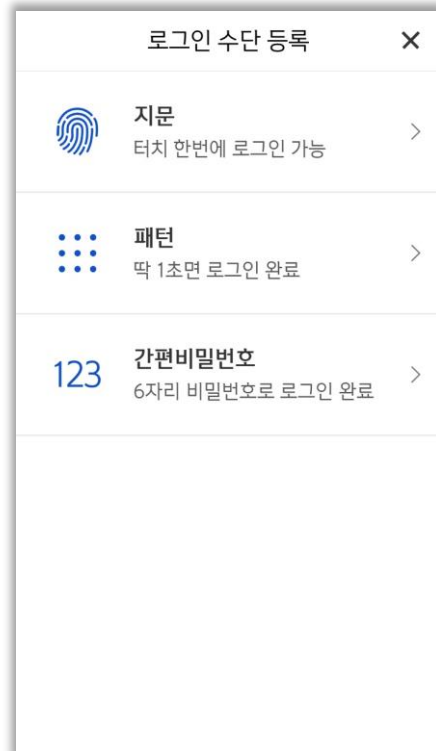 로그인 수단 등록
지문
터치 한번에 로그인 가능
패턴
딱 1초면 로그인 완료
123
간편비밀번호
6자리 비밀번호로 로그인 완료